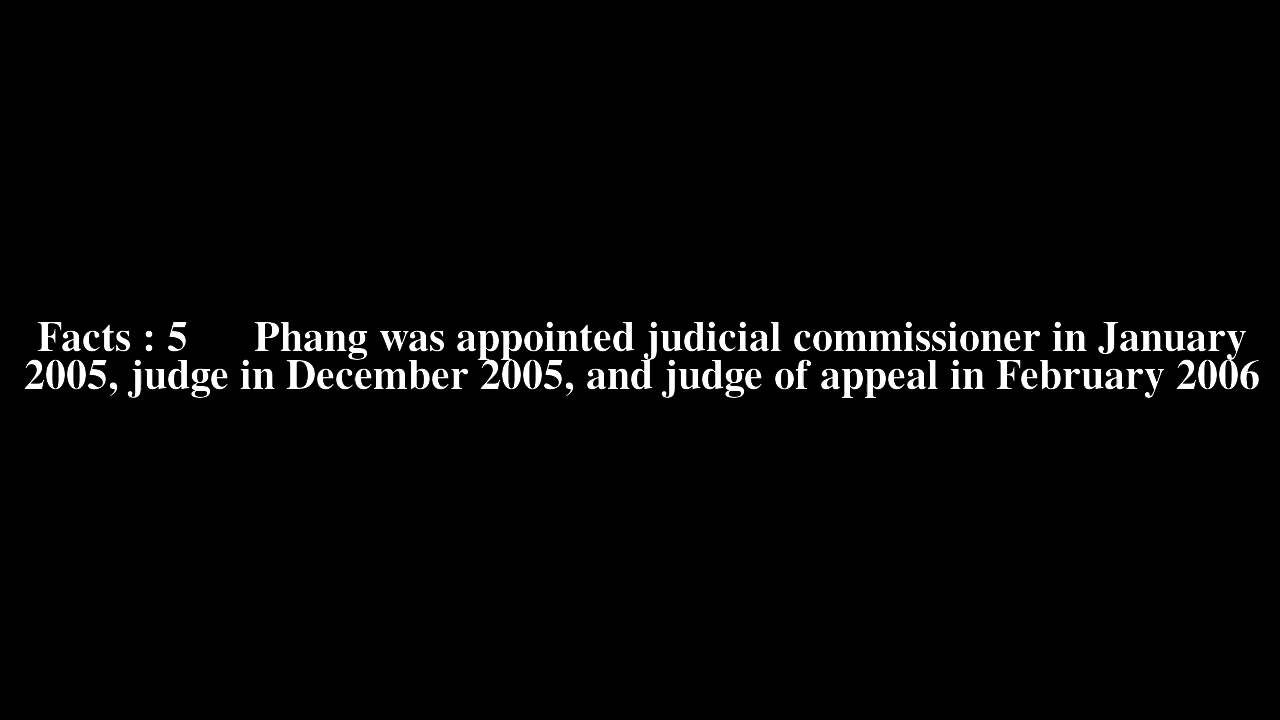 Facts : 5 Phang was appointed judicial commissioner in January
2005, judge in December 2005, and judge of appeal in February 2006